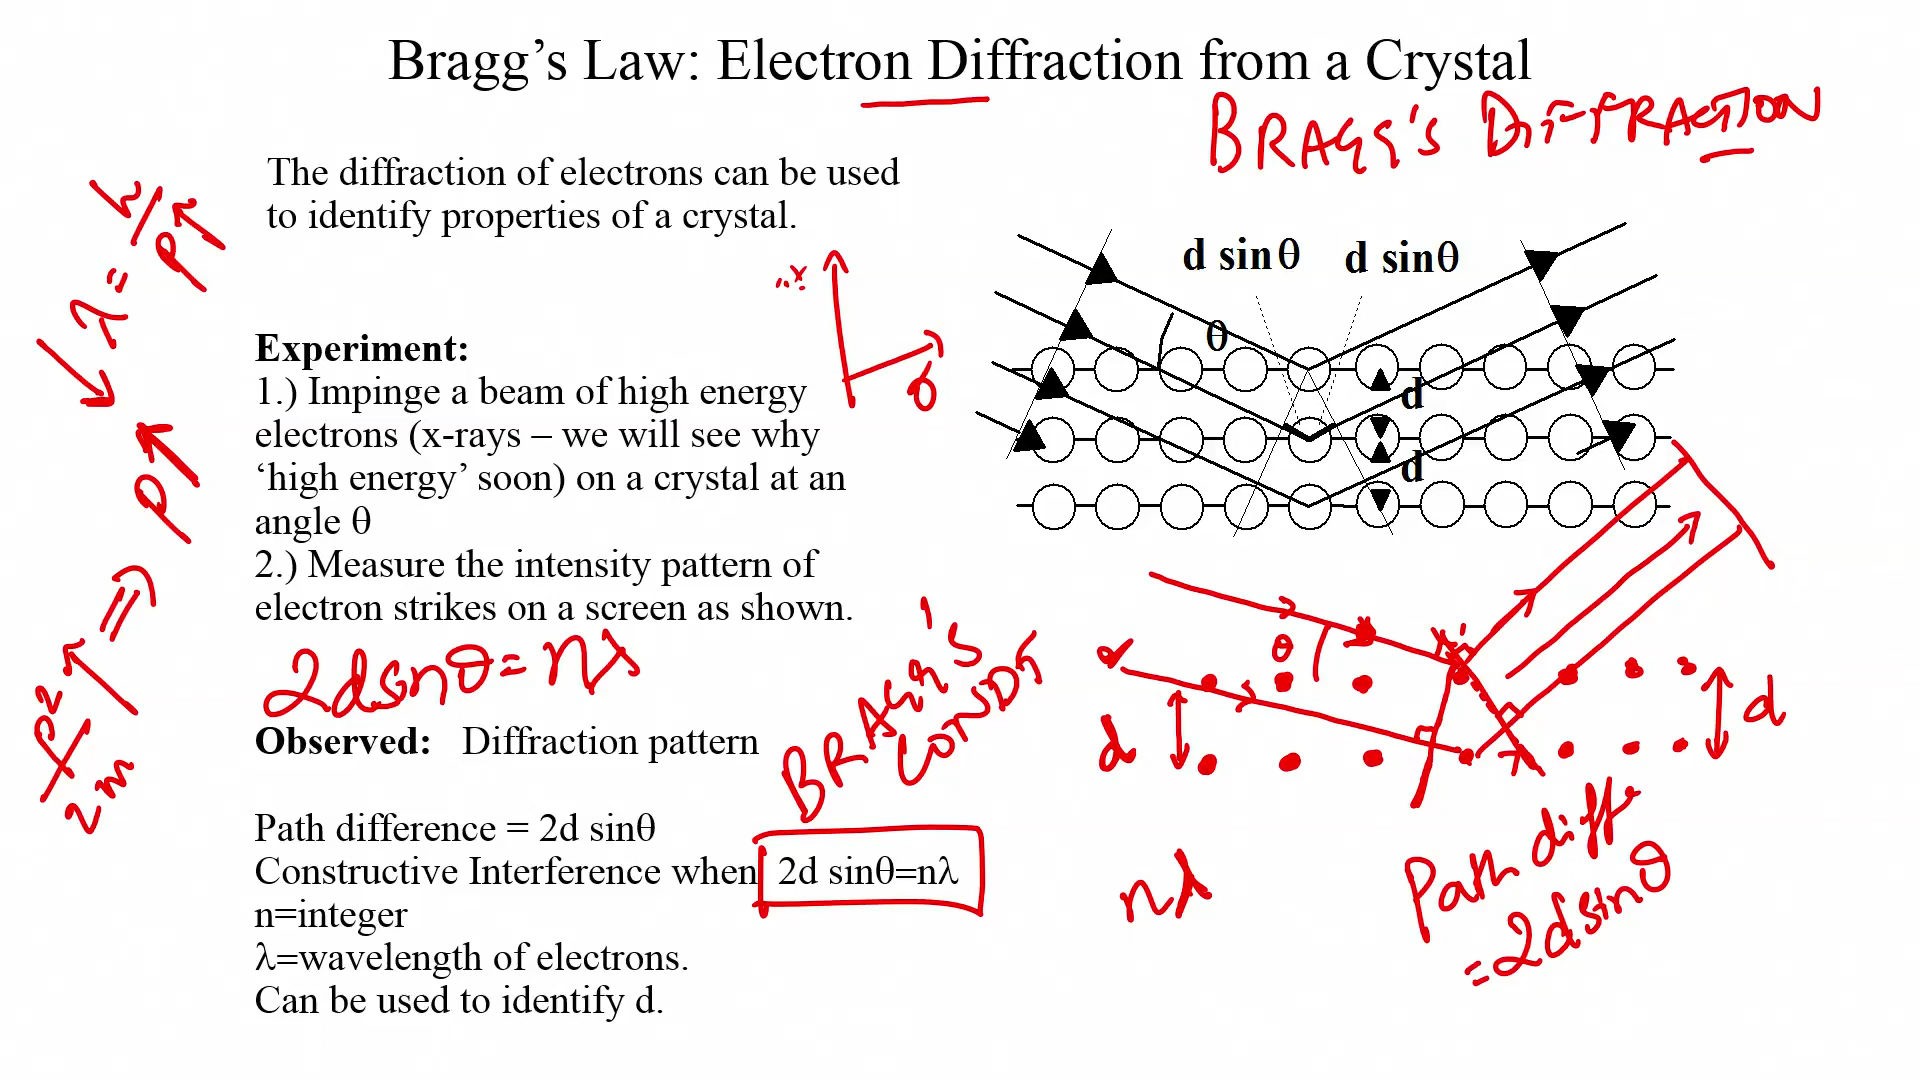 Bragg’s Law: Electron Diffraction from a Crystal
BRAGG'S DIFFRACTION
The diffraction of electrons can be used
to identify properties of a crystal.
λ = h/p
d sinθ d sinθ
θ
d
d
Experiment:
1.) Impinge a beam of high energy
electrons (x-rays – we will see why
‘high energy’ soon) on a crystal at an
angle θ
2.) Measure the intensity pattern of
electron strikes on a screen as shown.
p
p²/2m ⇒
2dsinθ = nλ
BRAGG'S
CONDN
θ
d
d
Observed: Diffraction pattern
Path difference = 2d sinθ
Constructive Interference when 2d sinθ=nλ
n=integer
λ=wavelength of electrons.
Can be used to identify d.
nλ
Path diff
=2dsinθ